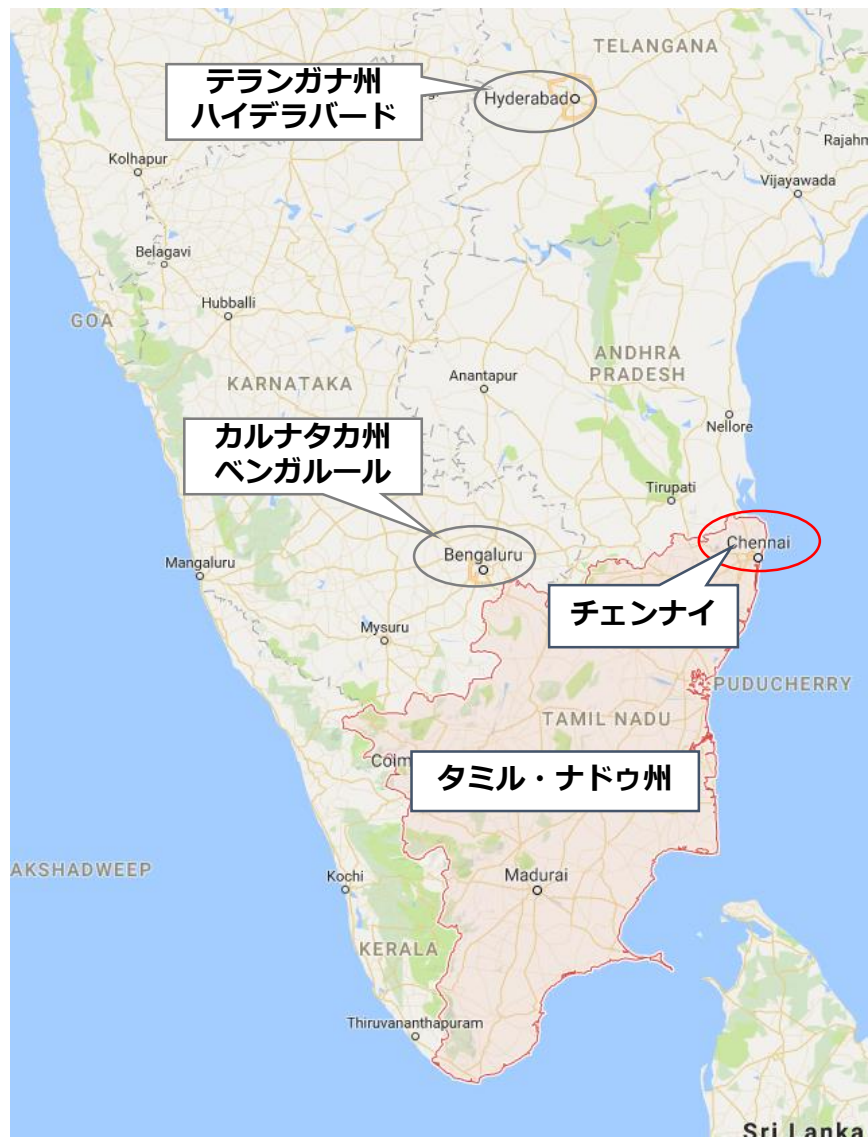 TELANGANA
テランガナ州
ハイデラバード
Hyderabad
Rajahm
Kolhapur
Vijayawada
Belagavi
Hubballi
GOA
ANDHRA
PRADESH
KARNATAKA
Anantapur
Nellore
カルナタカ州
ベンガルール
Tirupati
Chennai
Bengaluru
Mangaluru
チェンナイ
Mysuru
PUDUCHERRY
TAMIL NADU
Coim
タミル・ナドゥ州
AKSHADWEEP
Kochi
Madurai
KERALA
Thiruvananthapuram
Sri Lanka